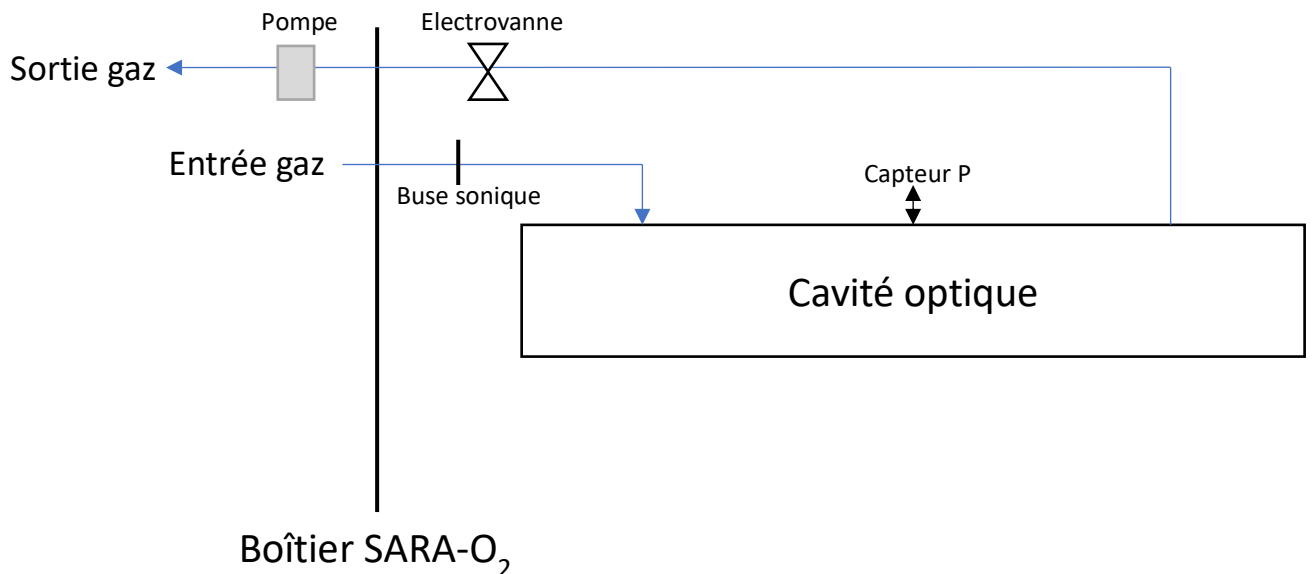 Pompe
Electrovanne
Sortie gaz
Entrée gaz
Buse sonique
Capteur P
Cavité optique
Boîtier SARA-O₂